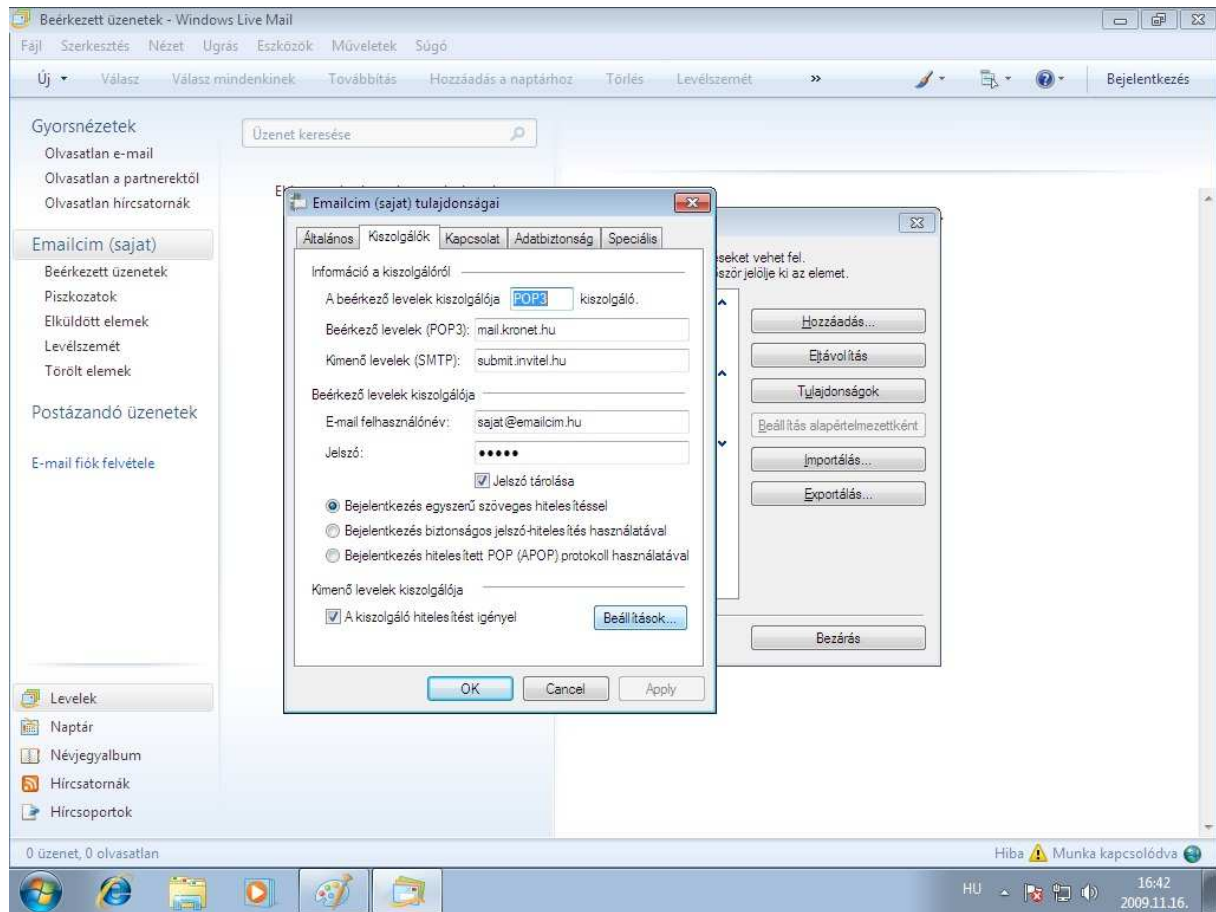 Beérkezett üzenetek - Windows Live Mail
Fájl Szerkesztés Nézet Ugrás Eszközök Műveletek Súgó
Új Válasz Válasz mindenkinek Továbbítás Hozzáadás a naptárhoz Törlés Levélszemét » Bejelentkezés
Gyorsnézetek
Olvasatlan e-mail
Olvasatlan a partnerektől
Olvasatlan hírcsatornák
Emailcim (sajat)
Beérkezett üzenetek
Piszkozatok
Elküldött elemek
Levélszemét
Törölt elemek
Postázandó üzenetek
E-mail fiók felvétele
Levelek
Naptár
Névjegyalbum
Hírcsatornák
Hírcsoportok
Üzenet keresése
Emailcim (sajat) tulajdonságai
Általános Kiszolgálók Kapcsolat Adatbiztonság Speciális
Információ a kiszolgálóról
A beérkező levelek kiszolgálója POP3 kiszolgáló.
Beérkező levelek (POP3): mail.kronet.hu
Kimenő levelek (SMTP): submit.invitel.hu
Beérkező levelek kiszolgálója
E-mail felhasználónév: sajat@emailcim.hu
Jelszó: •••••
Jelszó tárolása
Bejelentkezés egyszerű szöveges hitelesítéssel
Bejelentkezés biztonságos jelszó-hitelesítés használatával
Bejelentkezés hitelesített POP (APOP) protokoll használatával
Kimenő levelek kiszolgálója
A kiszolgáló hitelesítést igényel Beállítások...
OK Cancel Apply
vehet fel.
jelölje ki az elemet.
Hozzáadás...
Eltávolítás
Tulajdonságok
Beállítás alapértelmezettként
Importálás...
Exportálás...
Bezárás
0 üzenet, 0 olvasatlan
Hiba Munka kapcsolódva
HU
16:42
2009.11.16.